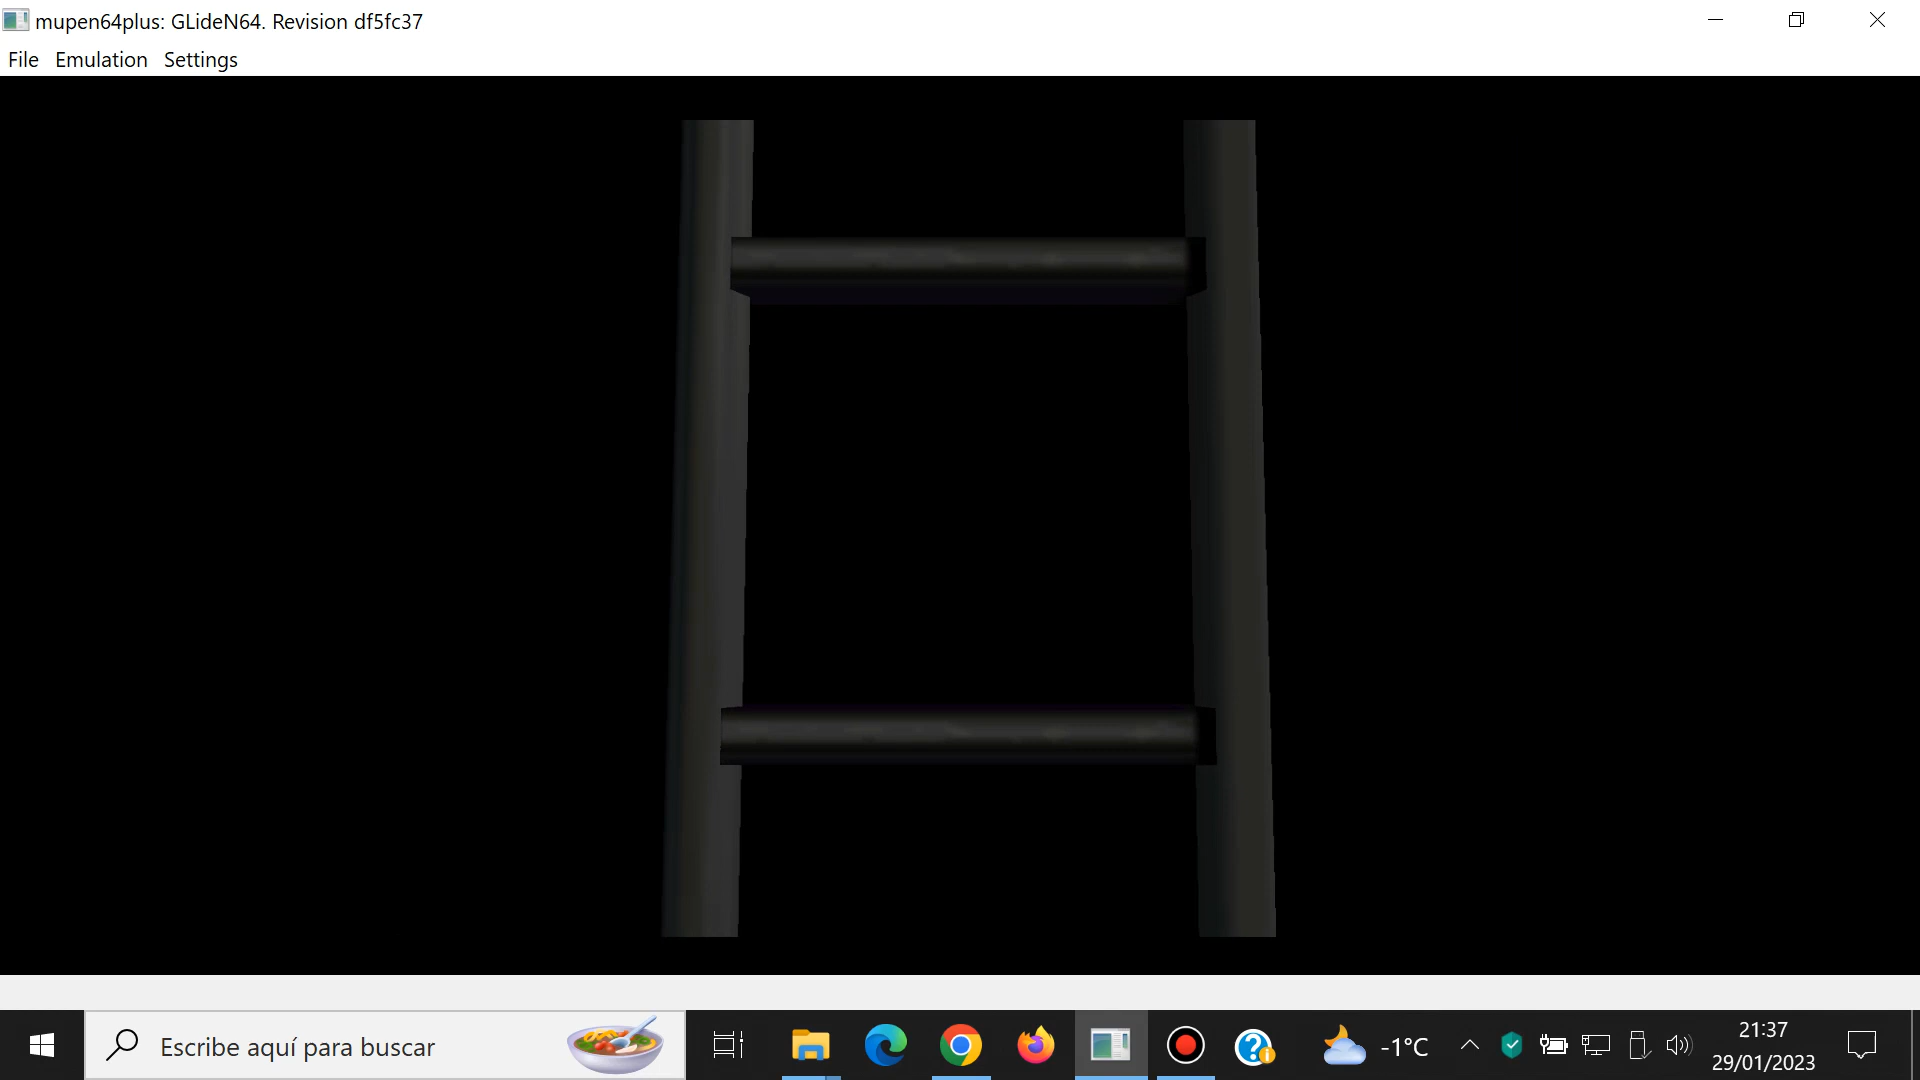 mupen64plus: GLideN64. Revision df5fc37
File Emulation Settings
Escribe aquí para buscar
-1°C
21:37
29/01/2023